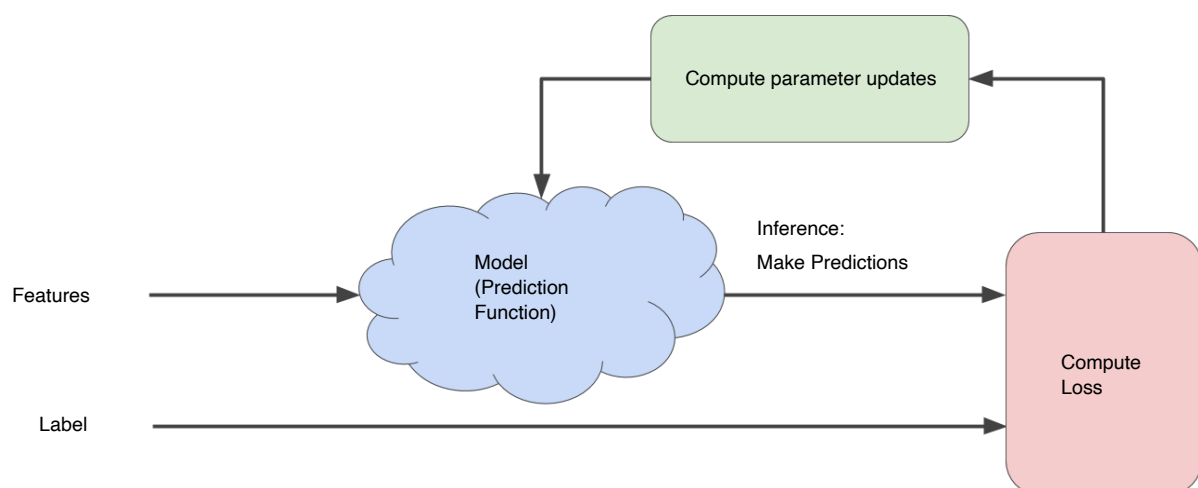 Compute parameter updates
Inference:
Make Predictions
Model
(Prediction
Function)
Features
Compute
Loss
Label